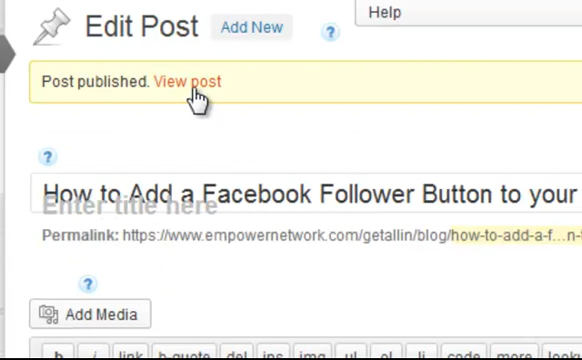 Edit Post Add New ?
Help
Post published. View post
?
How to Add a Facebook Follower Button to your
Enter title here
Permalink: https://www.empowernetwork.com/getallin/blog/how-to-add-a-f...n-
?
Add Media
b i link b-quote del ins img ul ol li code more look